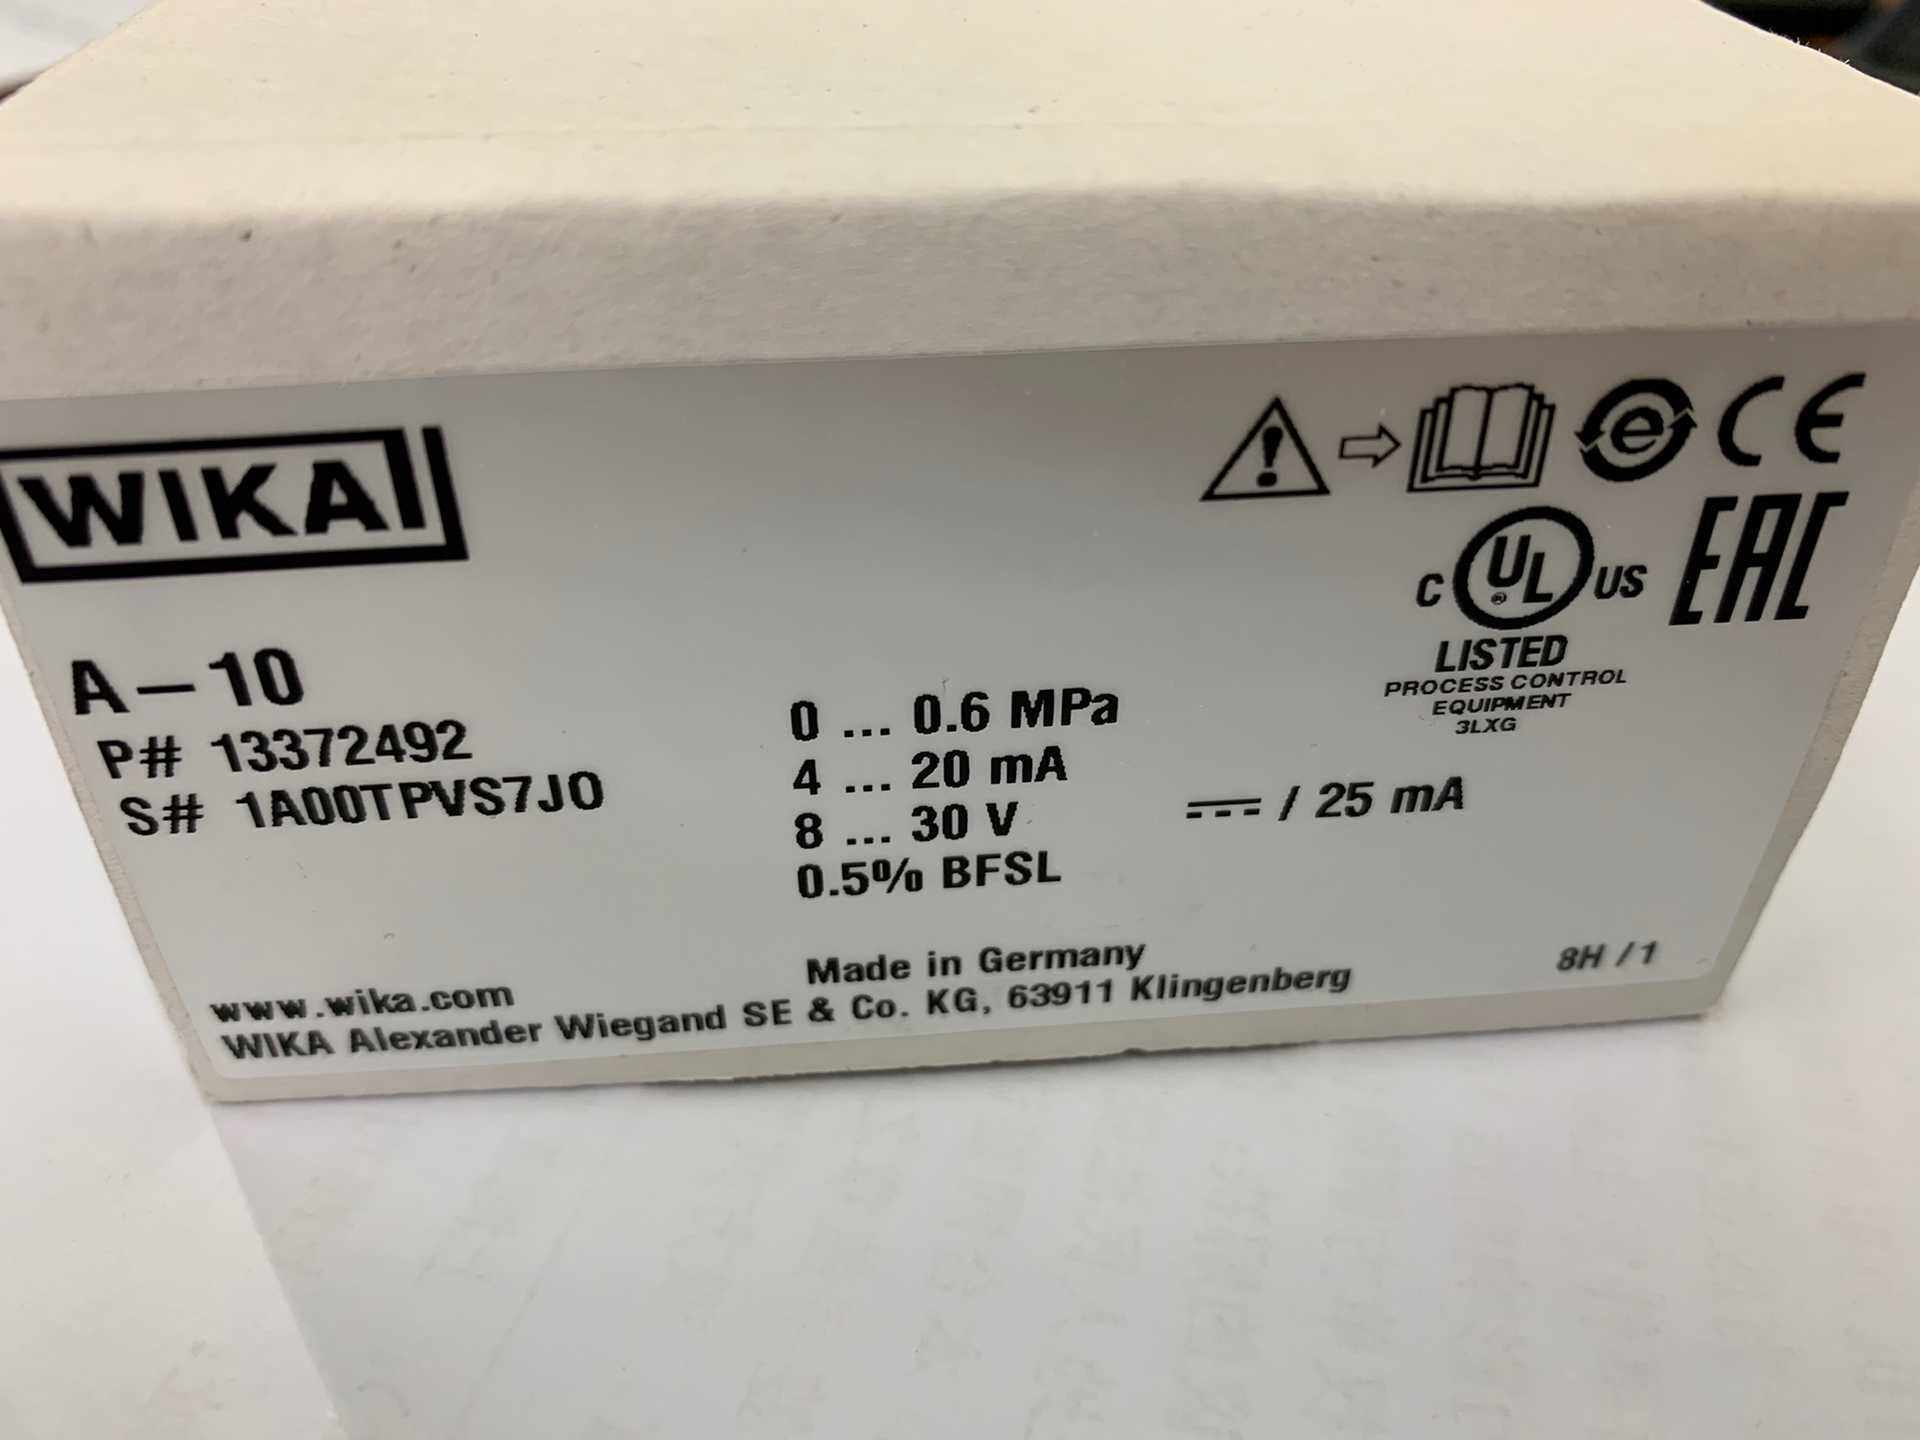 WIKA
e CE
c UL ® US EAC
LISTED
PROCESS CONTROL
EQUIPMENT
3LXG
A-10
P# 13372492
S# 1A00TPVS7JO
0 ... 0.6 MPa
4 ... 20 mA
8 ... 30 V ⎓ / 25 mA
0.5% BFSL
Made in Germany
8H / 1
www.wika.com
WIKA Alexander Wiegand SE & Co. KG, 63911 Klingenberg